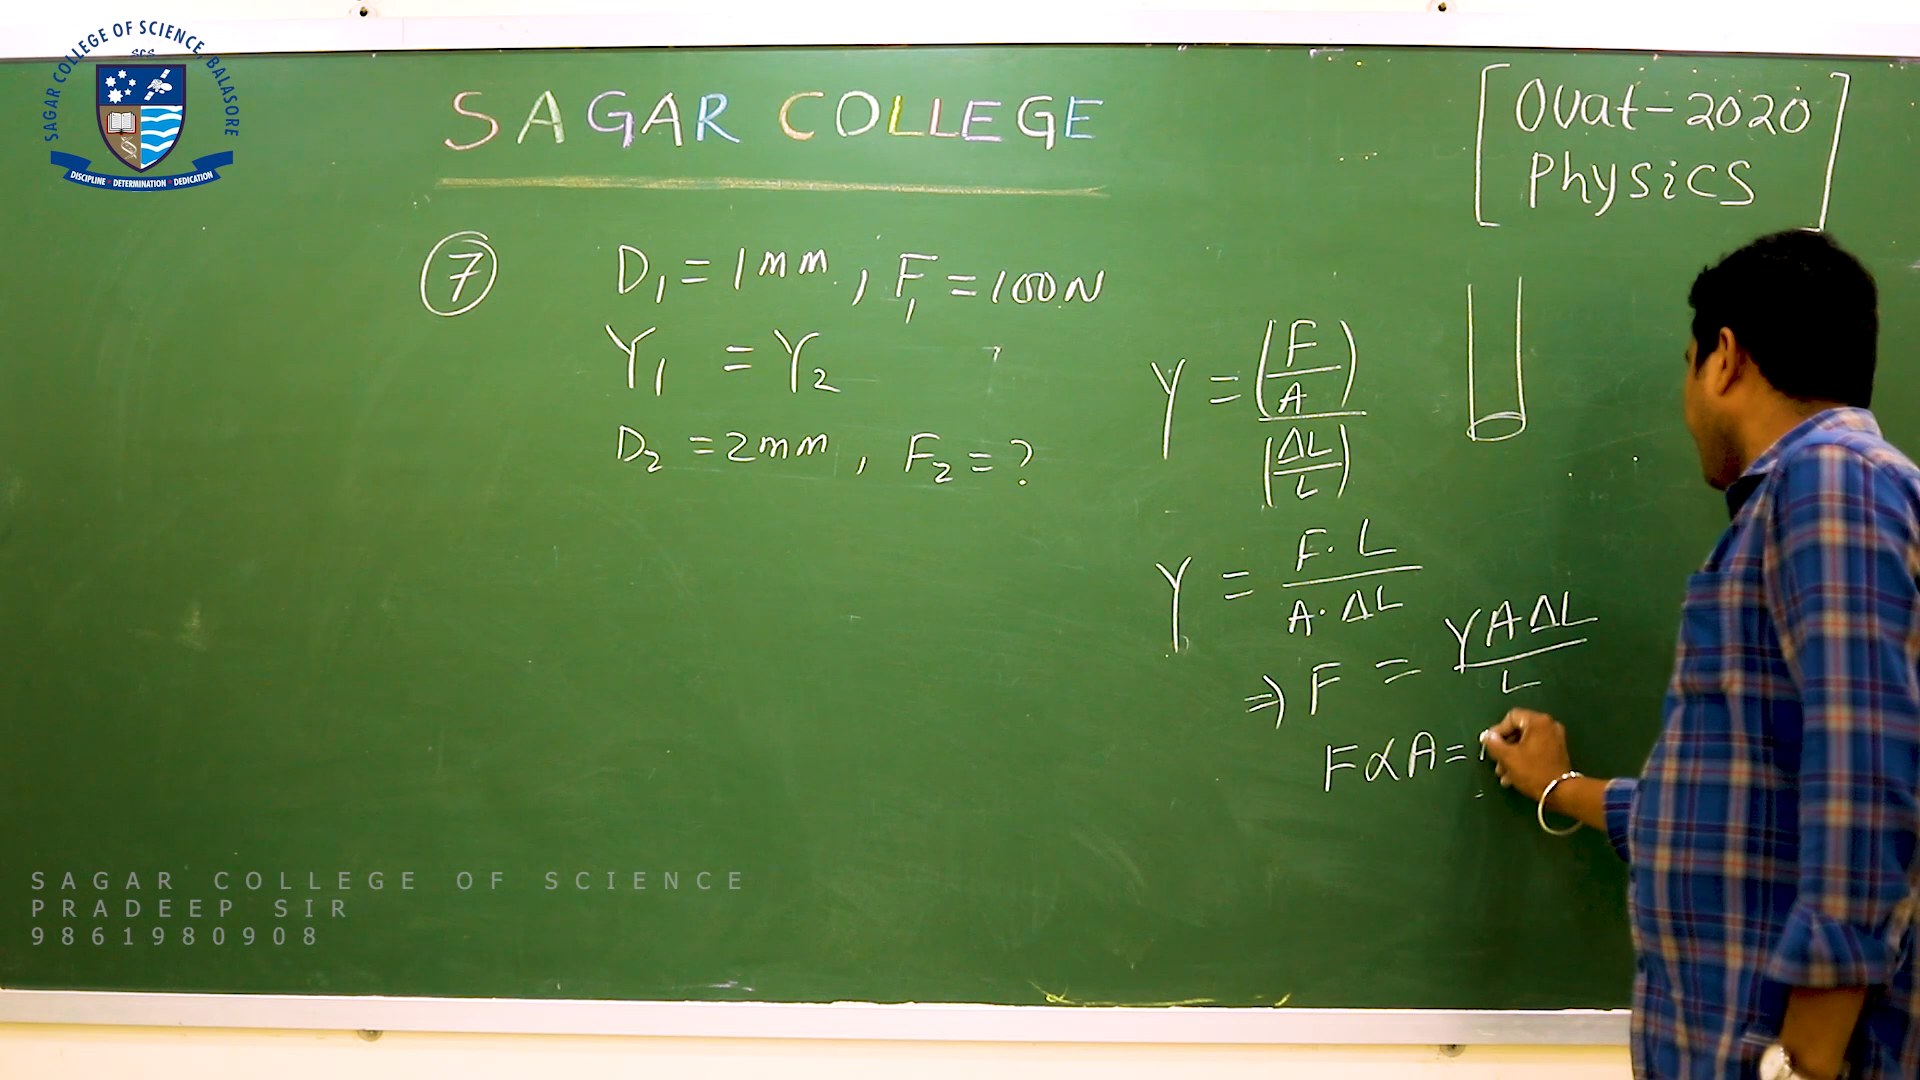 SAGAR COLLEGE OF SCIENCE, BALASORE
SCS
DISCIPLINE • DETERMINATION • DEDICATION
SAGAR COLLEGE
[OUat-2020
Physics]
7
D₁ = 1mm, F₁ = 100N
Y₁ = Y₂
D₂ = 2mm, F₂ = ?
Y = (F/A)/(ΔL/L)
Y = F·L/A·ΔL
⇒ F = YAΔL/L
F ∝ A =
SAGAR COLLEGE OF SCIENCE
PRADEEP SIR
9861980908